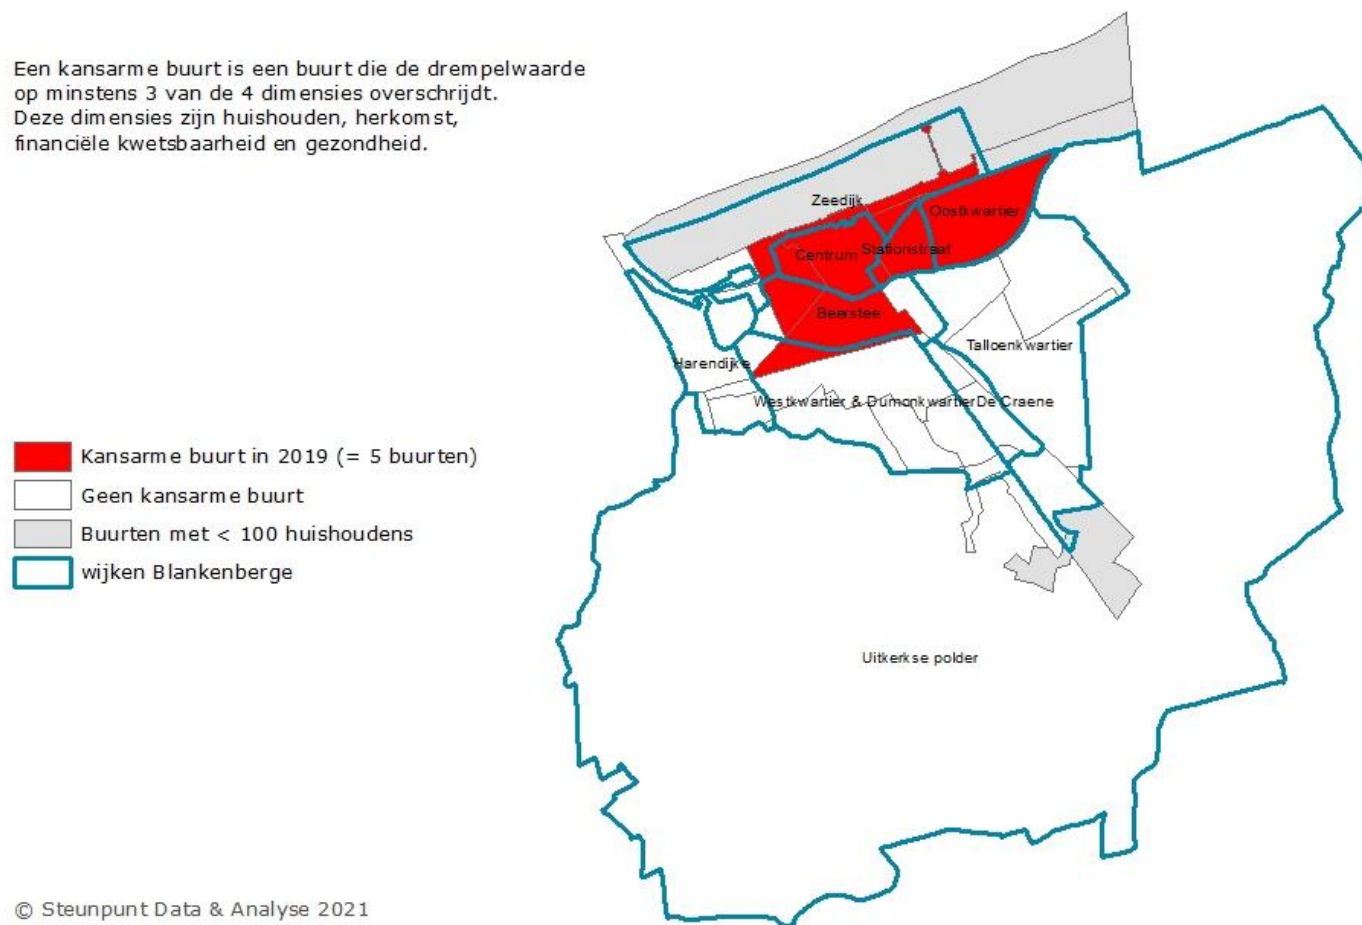 Een kansarme buurt is een buurt die de drempelwaarde
op minstens 3 van de 4 dimensies overschrijdt.
Deze dimensies zijn huishouden, herkomst,
financiële kwetsbaarheid en gezondheid.
Zeedijk
Oostkwartier
Centrum
Stationstraat
Beerstee
Talloenkwartier
Harendijke
Westkwartier & Dumonkwartier
De Craene
Kansarme buurt in 2019 (= 5 buurten)
Geen kansarme buurt
Buurten met < 100 huishoudens
wijken Blankenberge
Uitkerkse polder
© Steunpunt Data & Analyse 2021